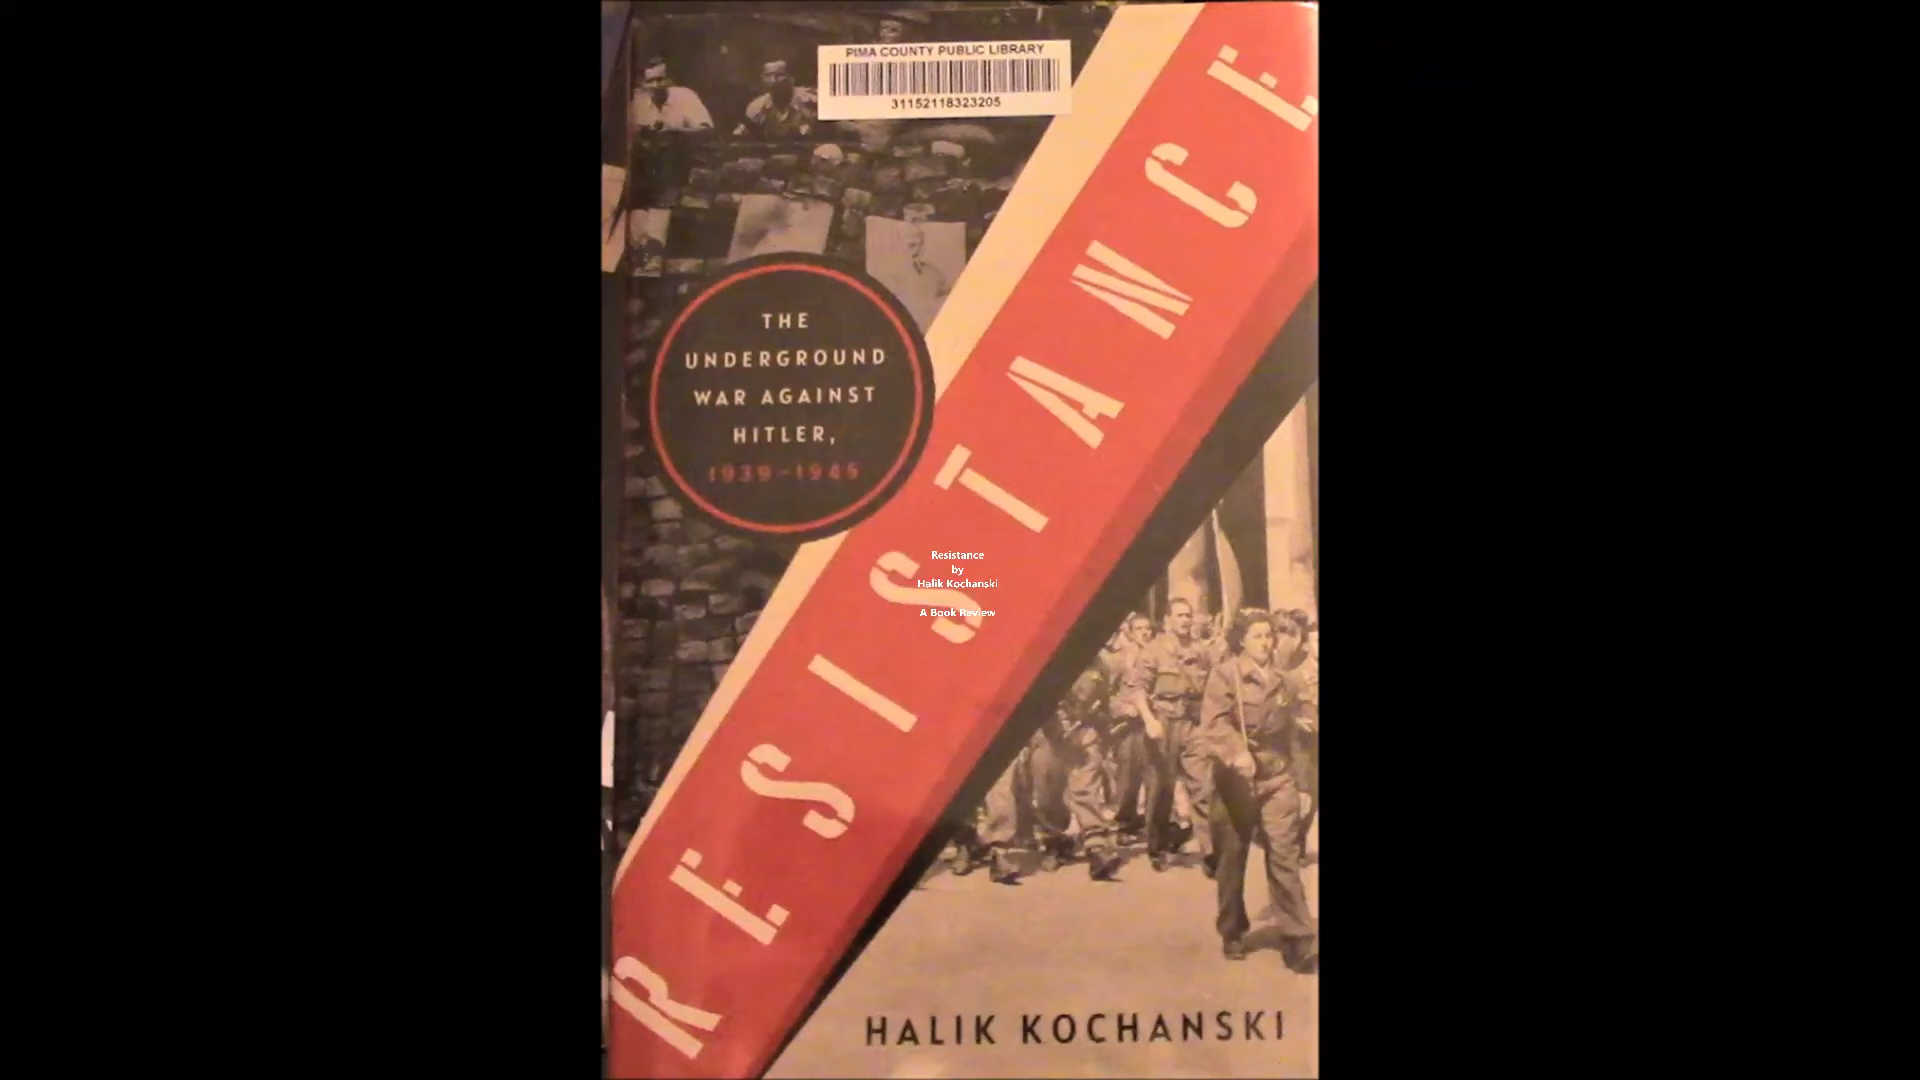 PIMA COUNTY PUBLIC LIBRARY
31152118323205
RESISTANCE
THE
UNDERGROUND
WAR AGAINST
HITLER,
1939-1945
Resistance
by
Halik Kochanski
A Book Review
HALIK KOCHANSKI